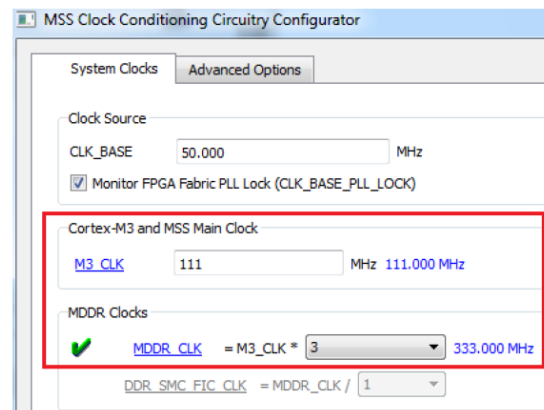 MSS Clock Conditioning Circuitry Configurator
System Clocks Advanced Options
Clock Source
CLK_BASE 50.000 MHz
Monitor FPGA Fabric PLL Lock (CLK_BASE_PLL_LOCK)
Cortex-M3 and MSS Main Clock
M3_CLK 111 MHz 111.000 MHz
MDDR Clocks
MDDR_CLK = M3_CLK * 3 333.000 MHz
DDR_SMC_FIC_CLK = MDDR_CLK / 1